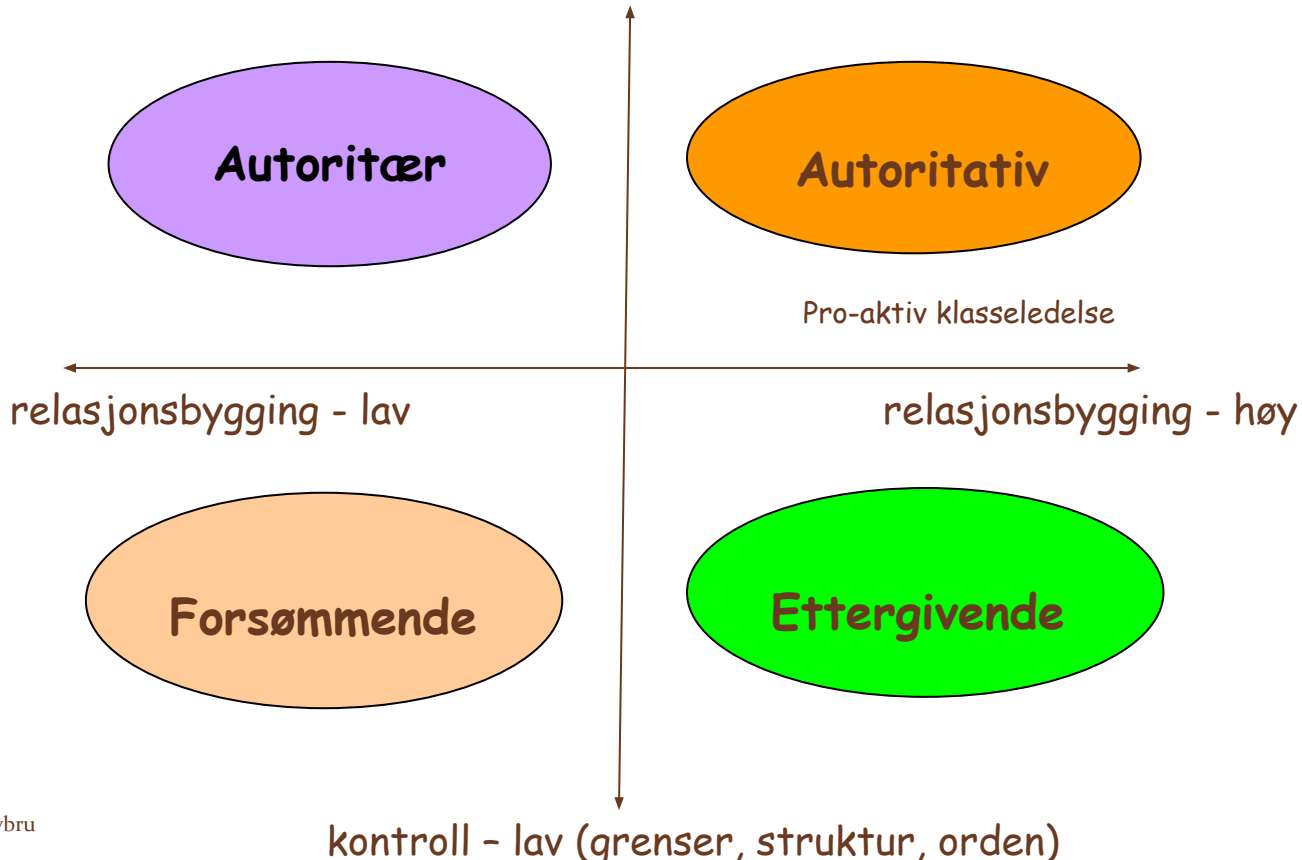 Autoritær
Autoritativ
Pro-aktiv klasseledelse
relasjonsbygging - lav
relasjonsbygging - høy
Forsømmende
Ettergivende
kontroll – lav (grenser, struktur, orden)